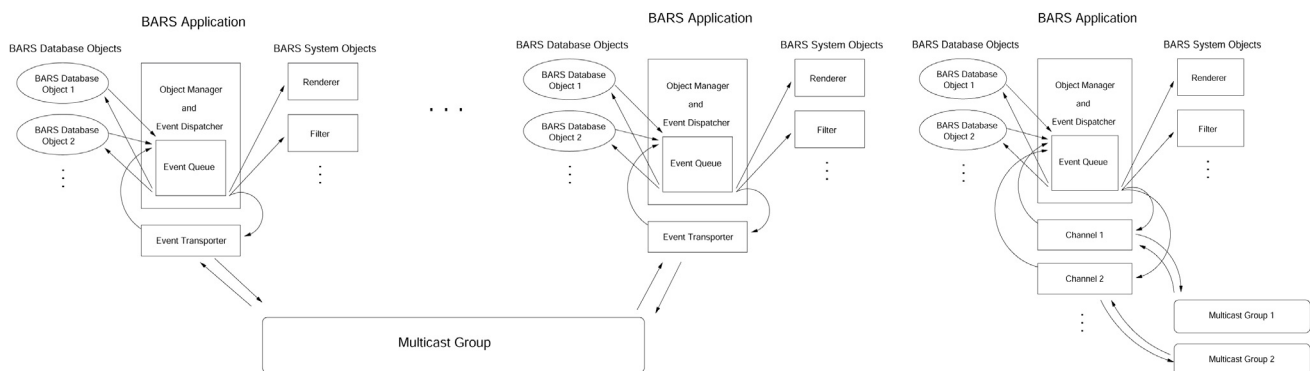 BARS Application
BARS Database Objects
BARS System Objects
BARS Database
Object 1
BARS Database
Object 2
Object Manager
and
Event Dispatcher
Event Queue
Renderer
Filter
Event Transporter
BARS Application
BARS Database Objects
BARS System Objects
BARS Database
Object 1
BARS Database
Object 2
Object Manager
and
Event Dispatcher
Event Queue
Renderer
Filter
Event Transporter
Multicast Group
BARS Application
BARS Database Objects
BARS System Objects
BARS Database
Object 1
BARS Database
Object 2
Object Manager
and
Event Dispatcher
Event Queue
Renderer
Filter
Channel 1
Channel 2
Multicast Group 1
Multicast Group 2